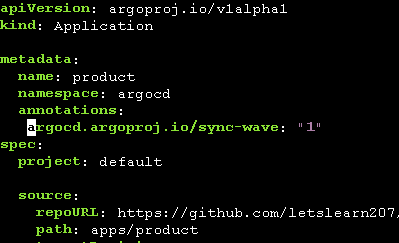 apiVersion: argoproj.io/v1alpha1
kind: Application
metadata:
  name: product
  namespace: argocd
  annotations:
    argocd.argoproj.io/sync-wave: "1"
spec:
  project: default
  source:
    repoURL: https://github.com/letslearn207/
    path: apps/product